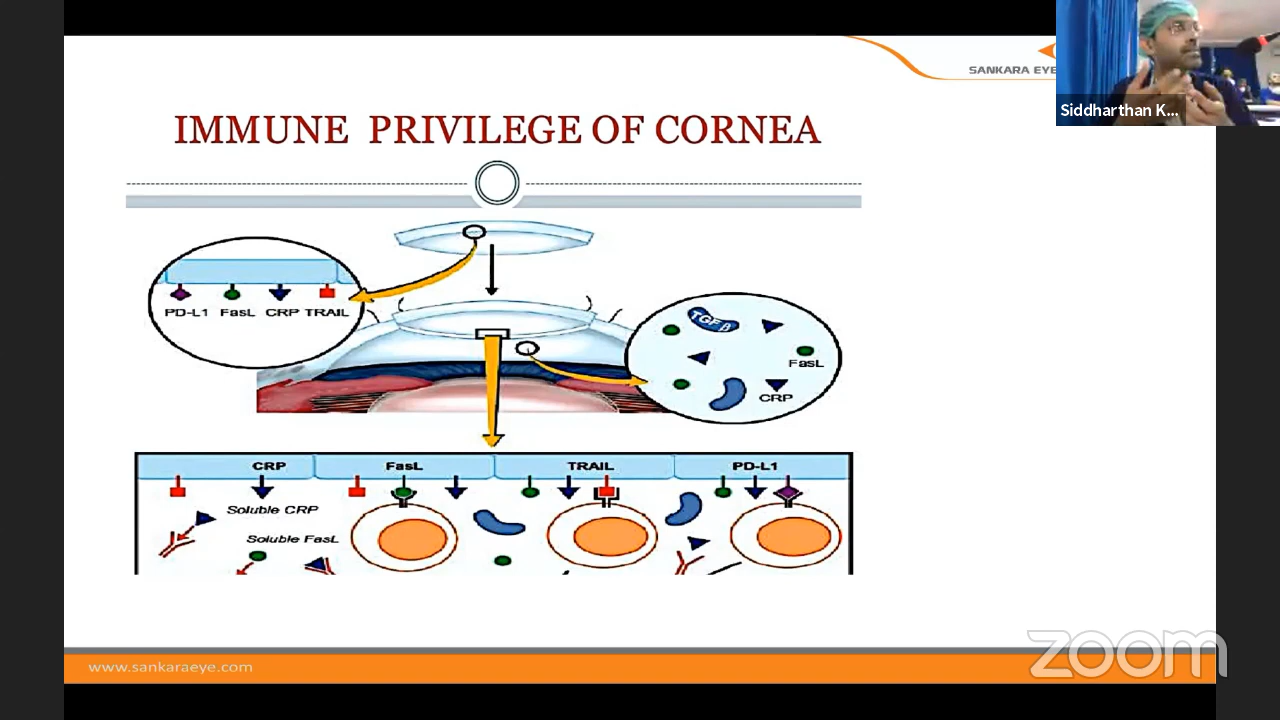 SANKARA EYE
Siddharthan K...
IMMUNE PRIVILEGE OF CORNEA
PD-L1 FasL CRP TRAIL
TGF β
FasL
CRP
CRP FasL TRAIL PD-L1
Soluble CRP
Soluble FasL
www.sankaraeye.com
zoom